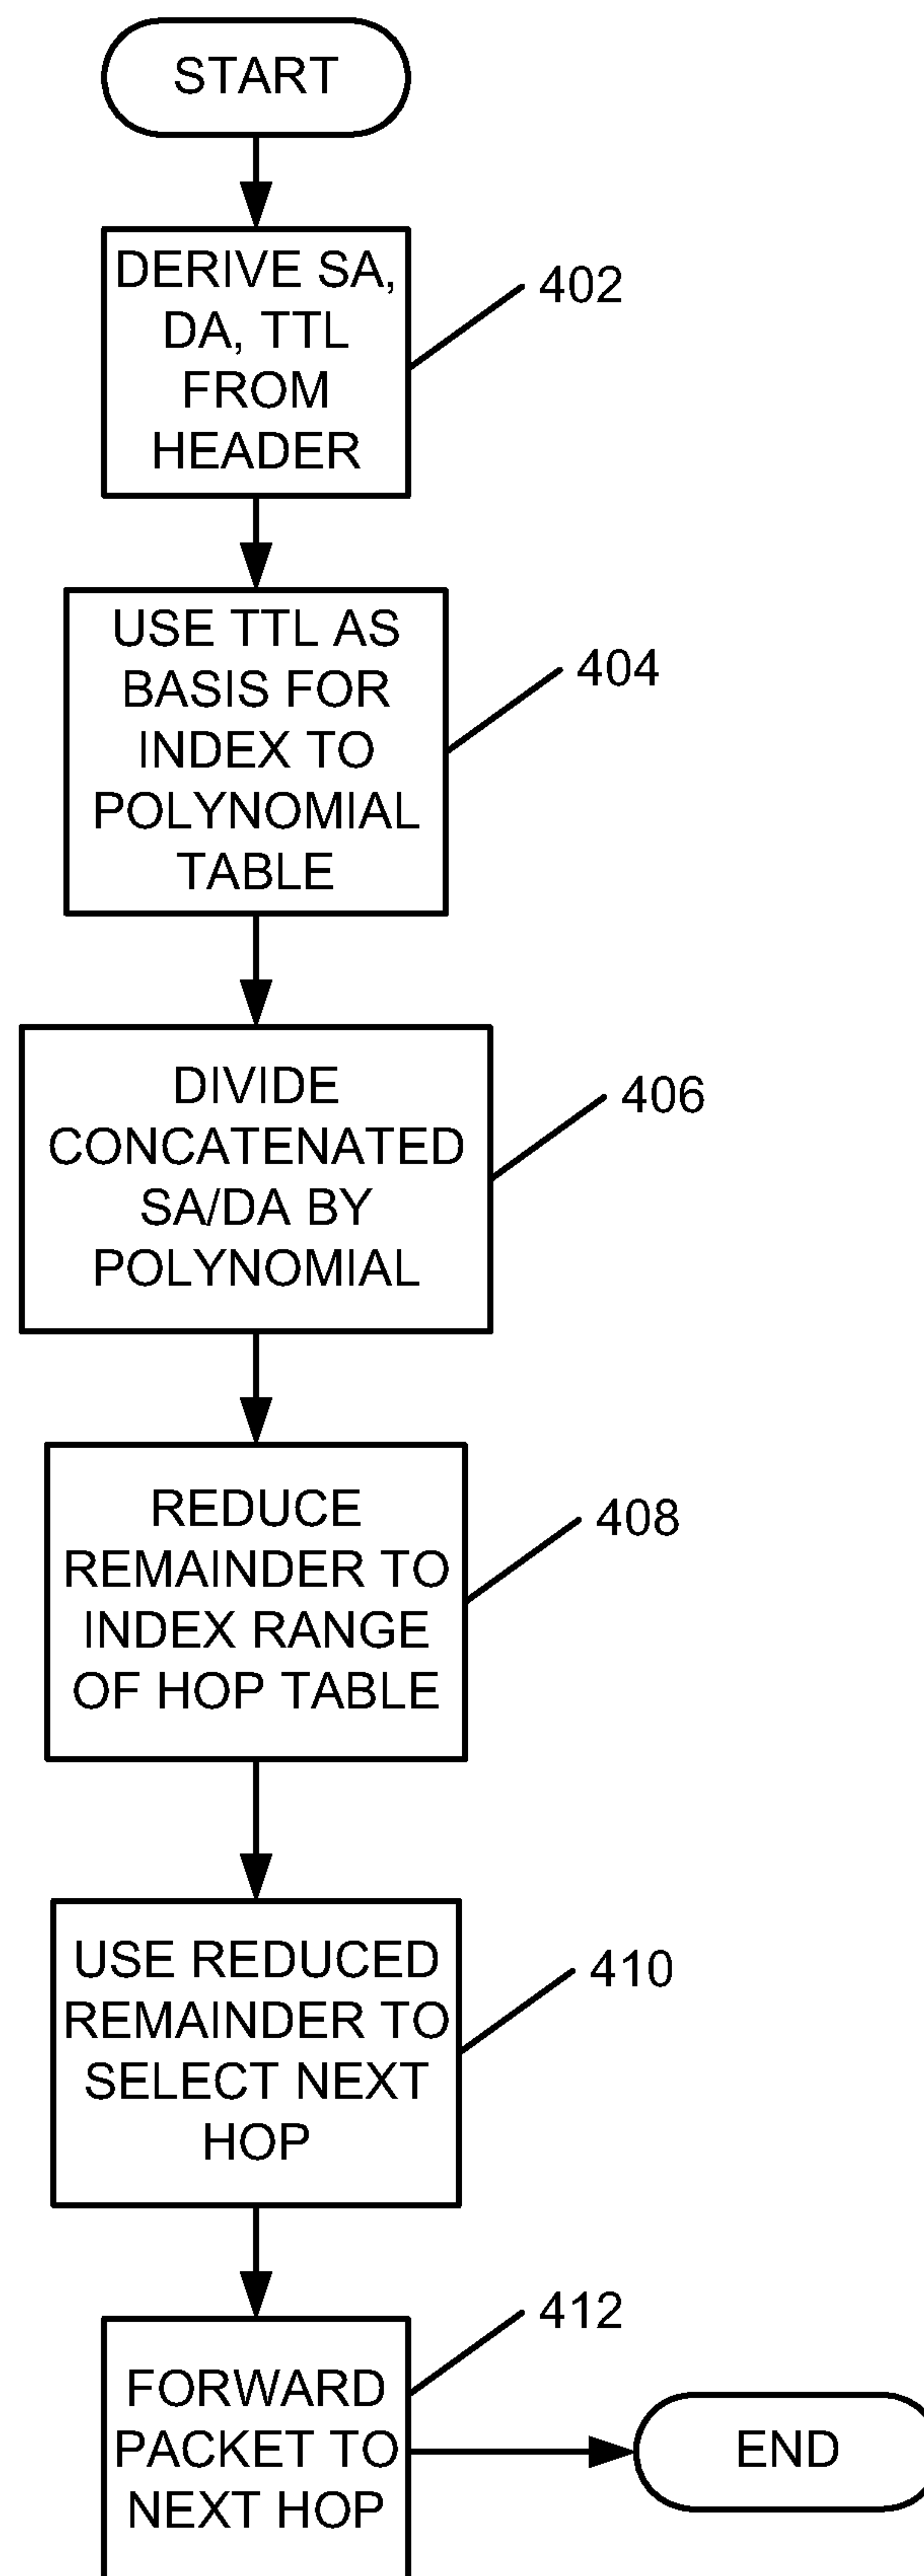 START
DERIVE SA,
DA, TTL
FROM
HEADER
402
USE TTL AS
BASIS FOR
INDEX TO
POLYNOMIAL
TABLE
404
DIVIDE
CONCATENATED
SA/DA BY
POLYNOMIAL
406
REDUCE
REMAINDER TO
INDEX RANGE
OF HOP TABLE
408
USE REDUCED
REMAINDER TO
SELECT NEXT
HOP
410
FORWARD
PACKET TO
NEXT HOP
412
END